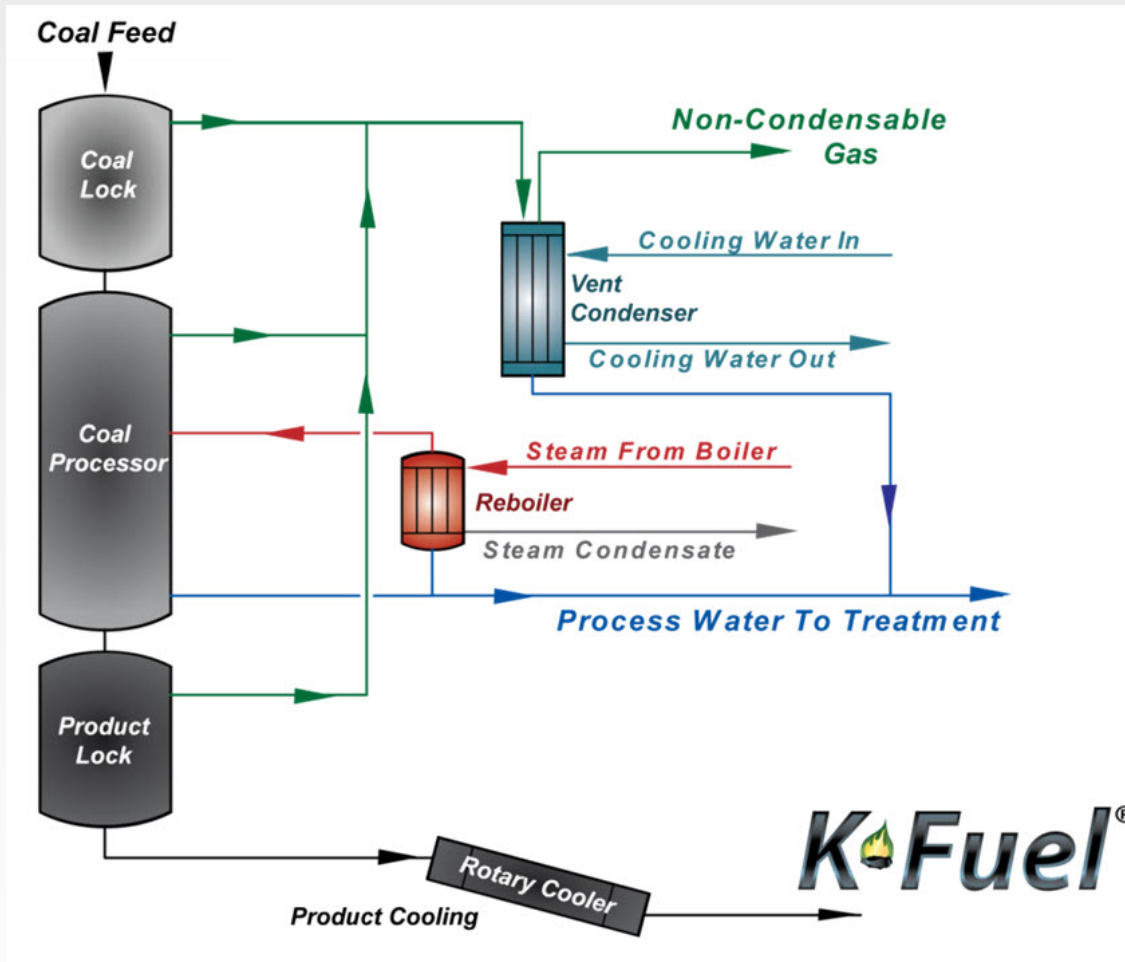 Coal Feed
Coal
Lock
Non-Condensable
Gas
Cooling Water In
Vent
Condenser
Cooling Water Out
Coal
Processor
Steam From Boiler
Reboiler
Steam Condensate
Process Water To Treatment
Product
Lock
K Fuel®
Rotary Cooler
Product Cooling